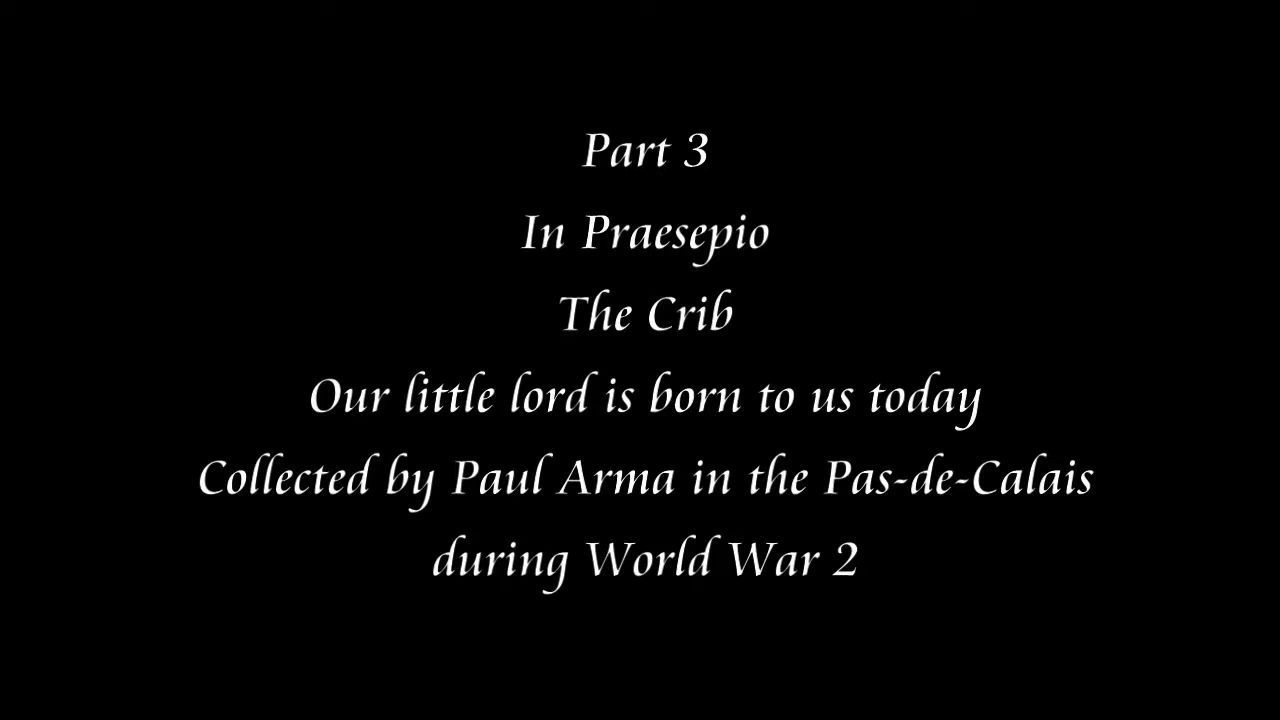 Part 3
In Praesepio
The Crib
Our little lord is born to us today
Collected by Paul Arma in the Pas-de-Calais
during World War 2